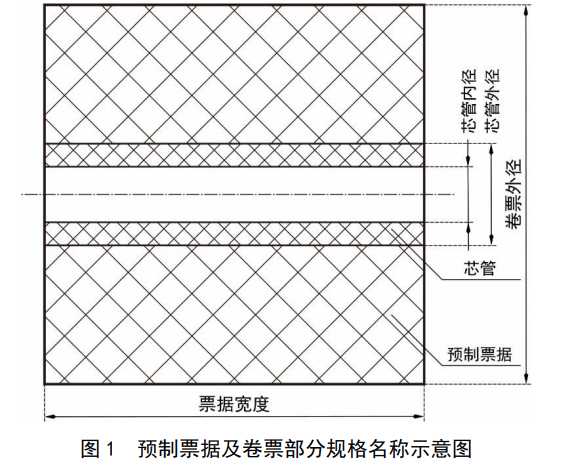 芯管内径
芯管外径
卷票外径
芯管
预制票据
票据宽度
图 1 预制票据及卷票部分规格名称示意图